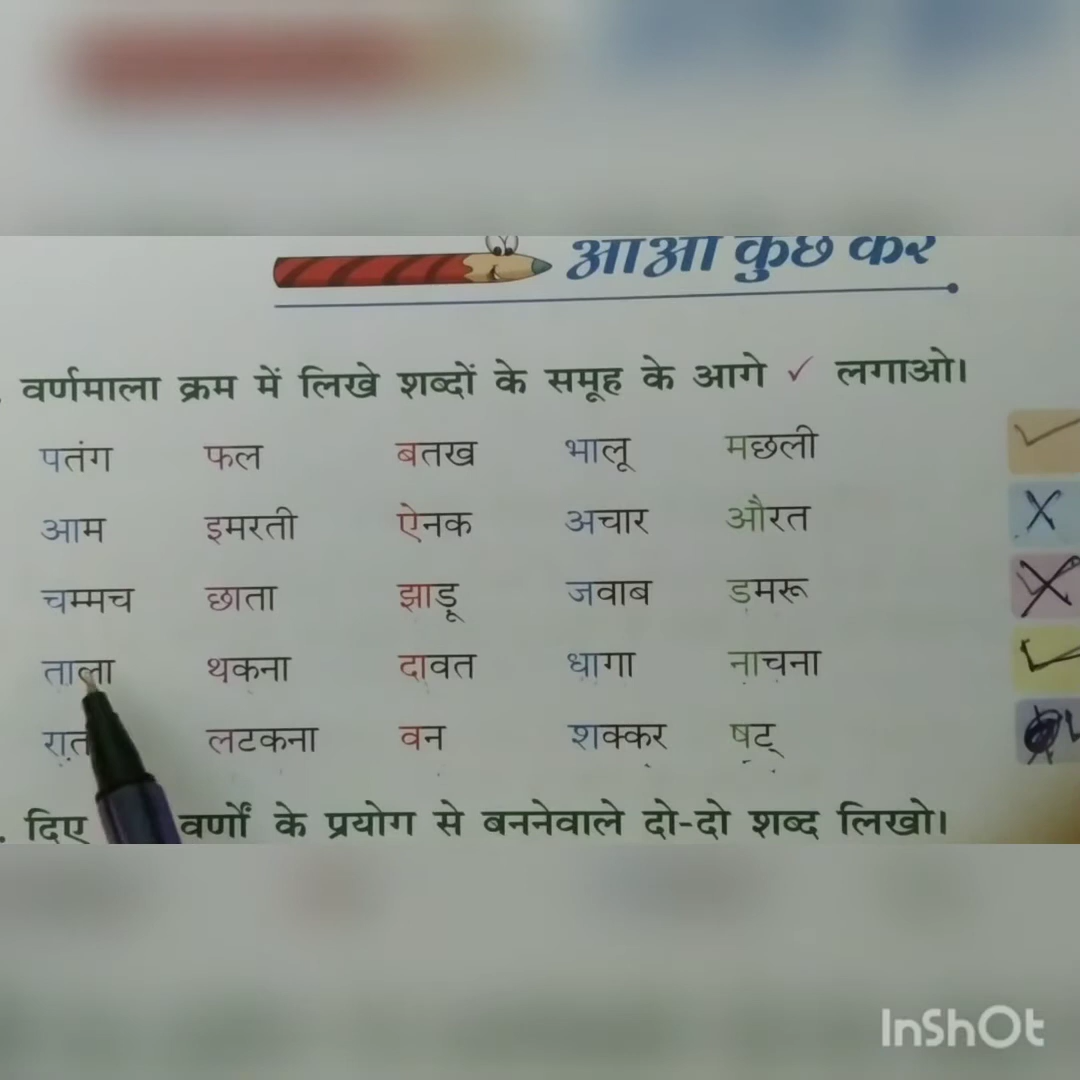 आओ कुछ करें
वर्णमाला क्रम में लिखे शब्दों के समूह के आगे ✓ लगाओ।
पतंग फल बतख भालू मछली ✓
आम इमरती ऐनक अचार औरत X
चम्मच छाता झाड़ू जवाब डमरू X
ताला थकना दावत धागा नाचना ✓
रात लटकना वन शक्कर षट्
दिए वर्णों के प्रयोग से बननेवाले दो-दो शब्द लिखो।
InShOt